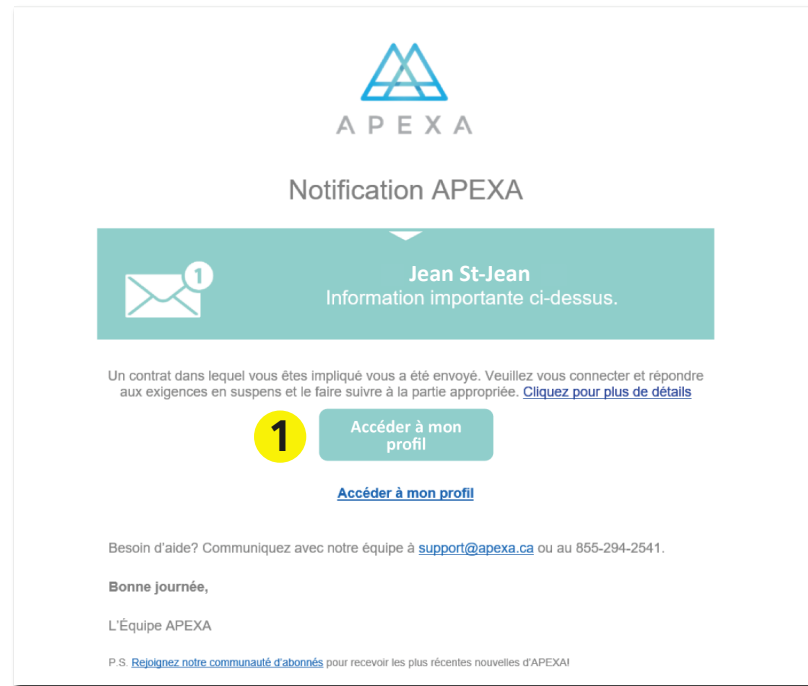 APEXA
Notification APEXA
1
Jean St-Jean
Information importante ci-dessus.
Un contrat dans lequel vous êtes impliqué vous a été envoyé. Veuillez vous connecter et répondre
aux exigences en suspens et le faire suivre à la partie appropriée. Cliquez pour plus de détails
1
Accéder à mon
profil
Accéder à mon profil
Besoin d'aide? Communiquez avec notre équipe à support@apexa.ca ou au 855-294-2541.
Bonne journée,
L'Èquipe APEXA
P.S. Rejoignez notre communauté d'abonnés pour recevoir les plus récentes nouvelles d'APEXA!